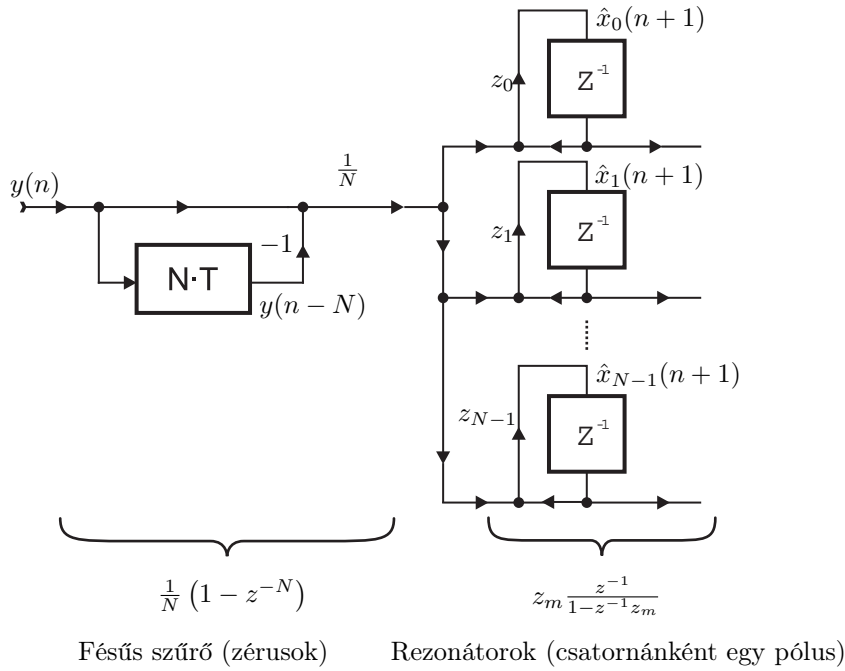 x̂₀(n + 1)
z₀
Z⁻¹
y(n)
1/N
x̂₁(n + 1)
z₁
Z⁻¹
−1
N·T
y(n − N)
x̂_{N−1}(n + 1)
z_{N−1}
Z⁻¹
1/N (1 − z^{−N})
z_m z^{−1}/(1−z^{−1}z_m)
Fésűs szűrő (zérusok)
Rezonátorok (csatornánként egy pólus)